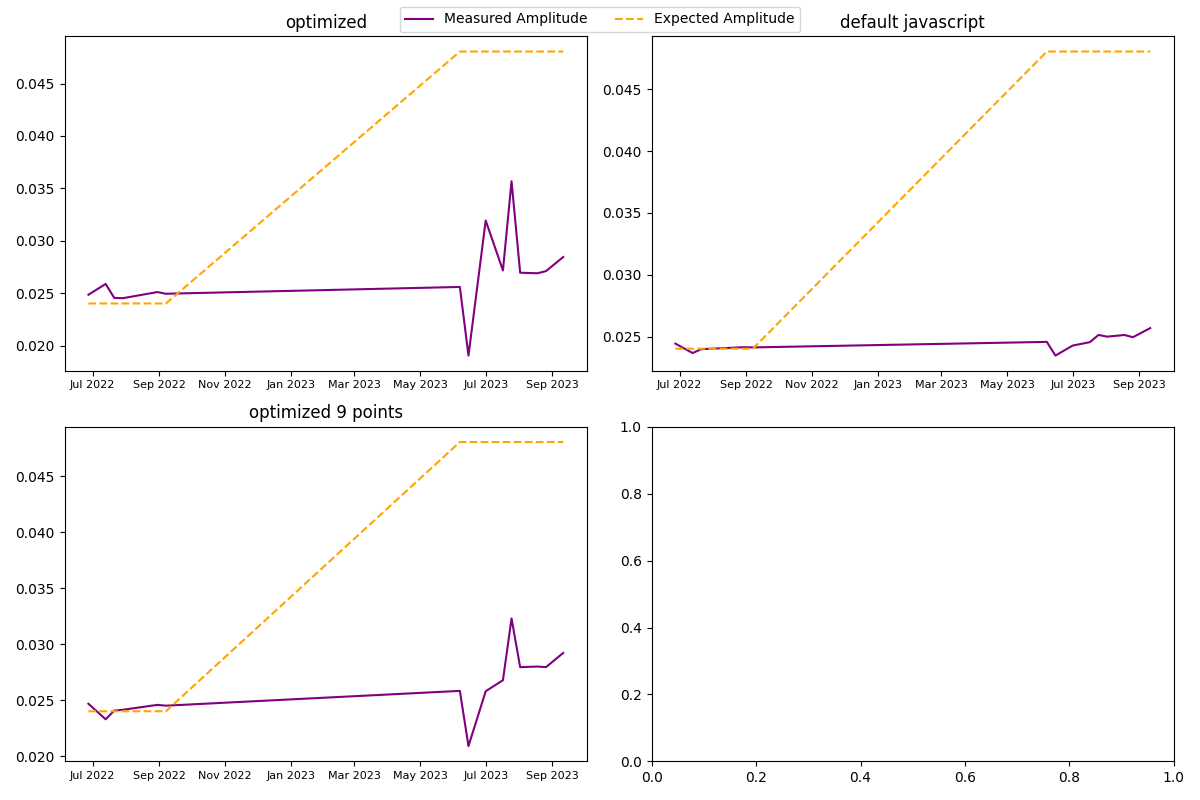 Measured Amplitude Expected Amplitude
optimized
0.045
0.040
0.035
0.030
0.025
0.020
Jul 2022 Sep 2022 Nov 2022 Jan 2023 Mar 2023 May 2023 Jul 2023 Sep 2023
default javascript
0.045
0.040
0.035
0.030
0.025
Jul 2022 Sep 2022 Nov 2022 Jan 2023 Mar 2023 May 2023 Jul 2023 Sep 2023
optimized 9 points
0.045
0.040
0.035
0.030
0.025
0.020
Jul 2022 Sep 2022 Nov 2022 Jan 2023 Mar 2023 May 2023 Jul 2023 Sep 2023
1.0
0.8
0.6
0.4
0.2
0.0
0.0 0.2 0.4 0.6 0.8 1.0